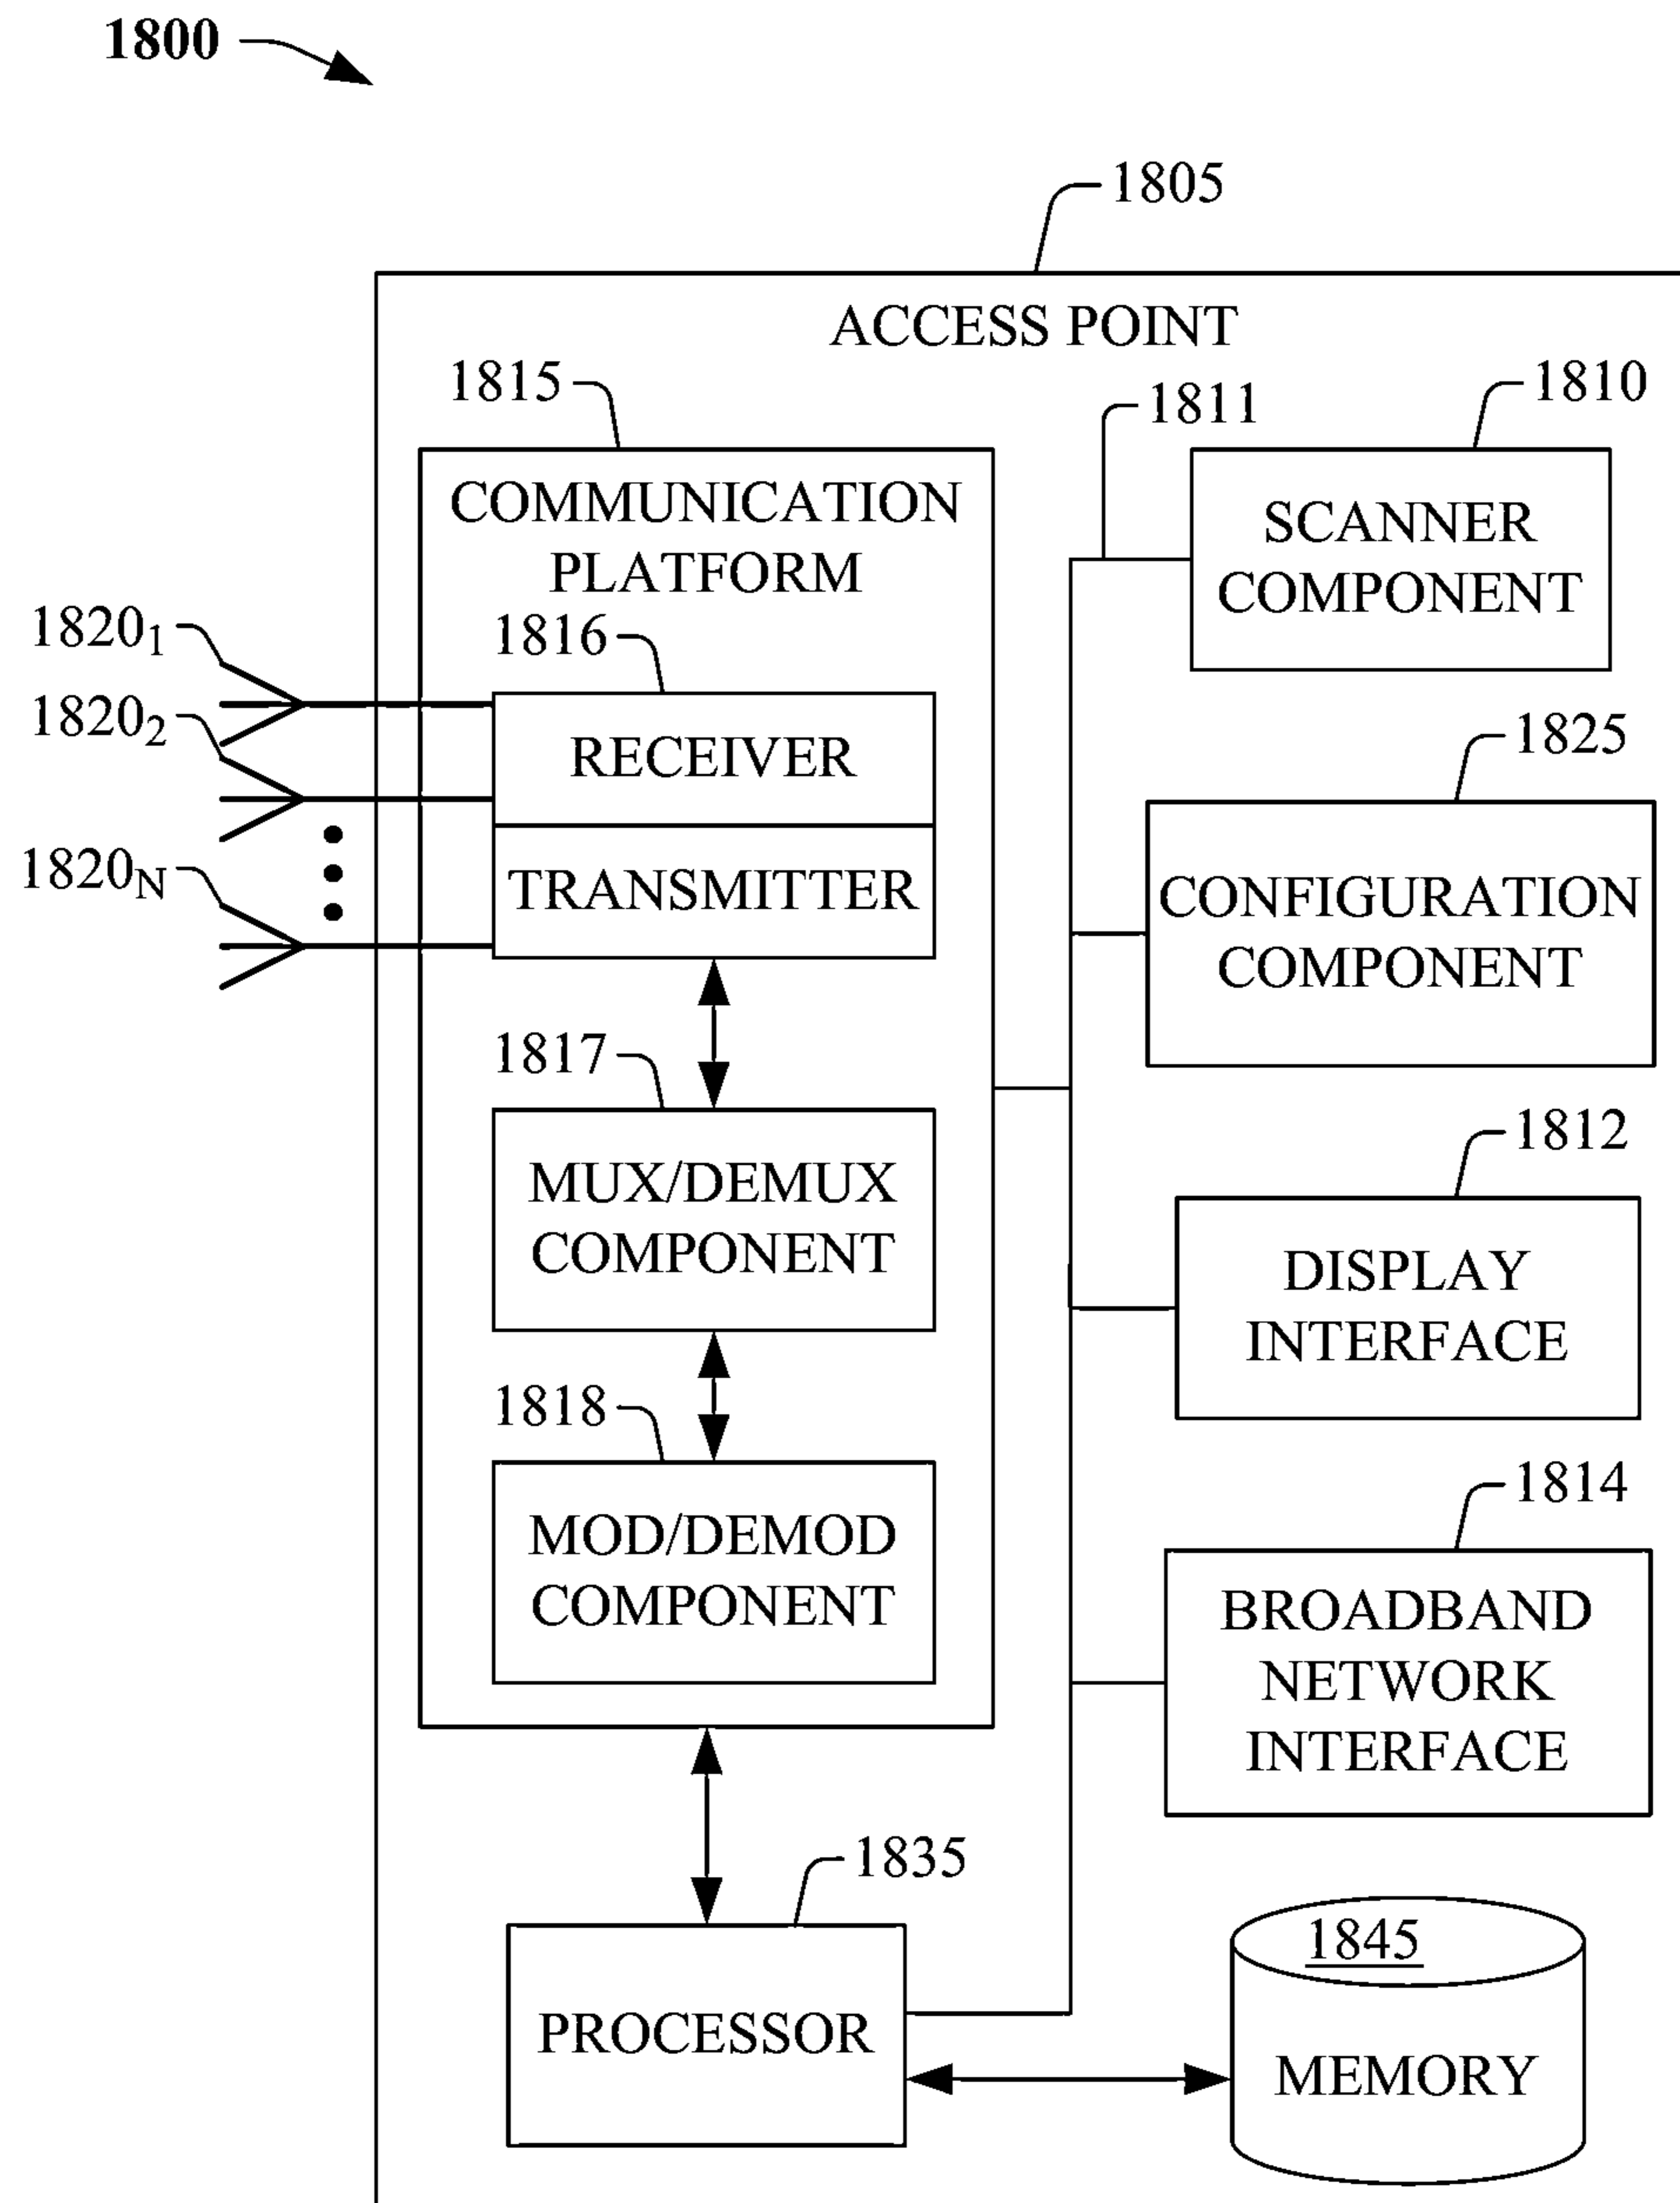 1800
1805
ACCESS POINT
1815
1811
1810
COMMUNICATION
PLATFORM
SCANNER
COMPONENT
1820₁
1816
1820₂
RECEIVER
1825
1820N
TRANSMITTER
CONFIGURATION
COMPONENT
1817
MUX/DEMUX
COMPONENT
1812
DISPLAY
INTERFACE
1818
MOD/DEMOD
COMPONENT
1814
BROADBAND
NETWORK
INTERFACE
1835
PROCESSOR
1845
MEMORY